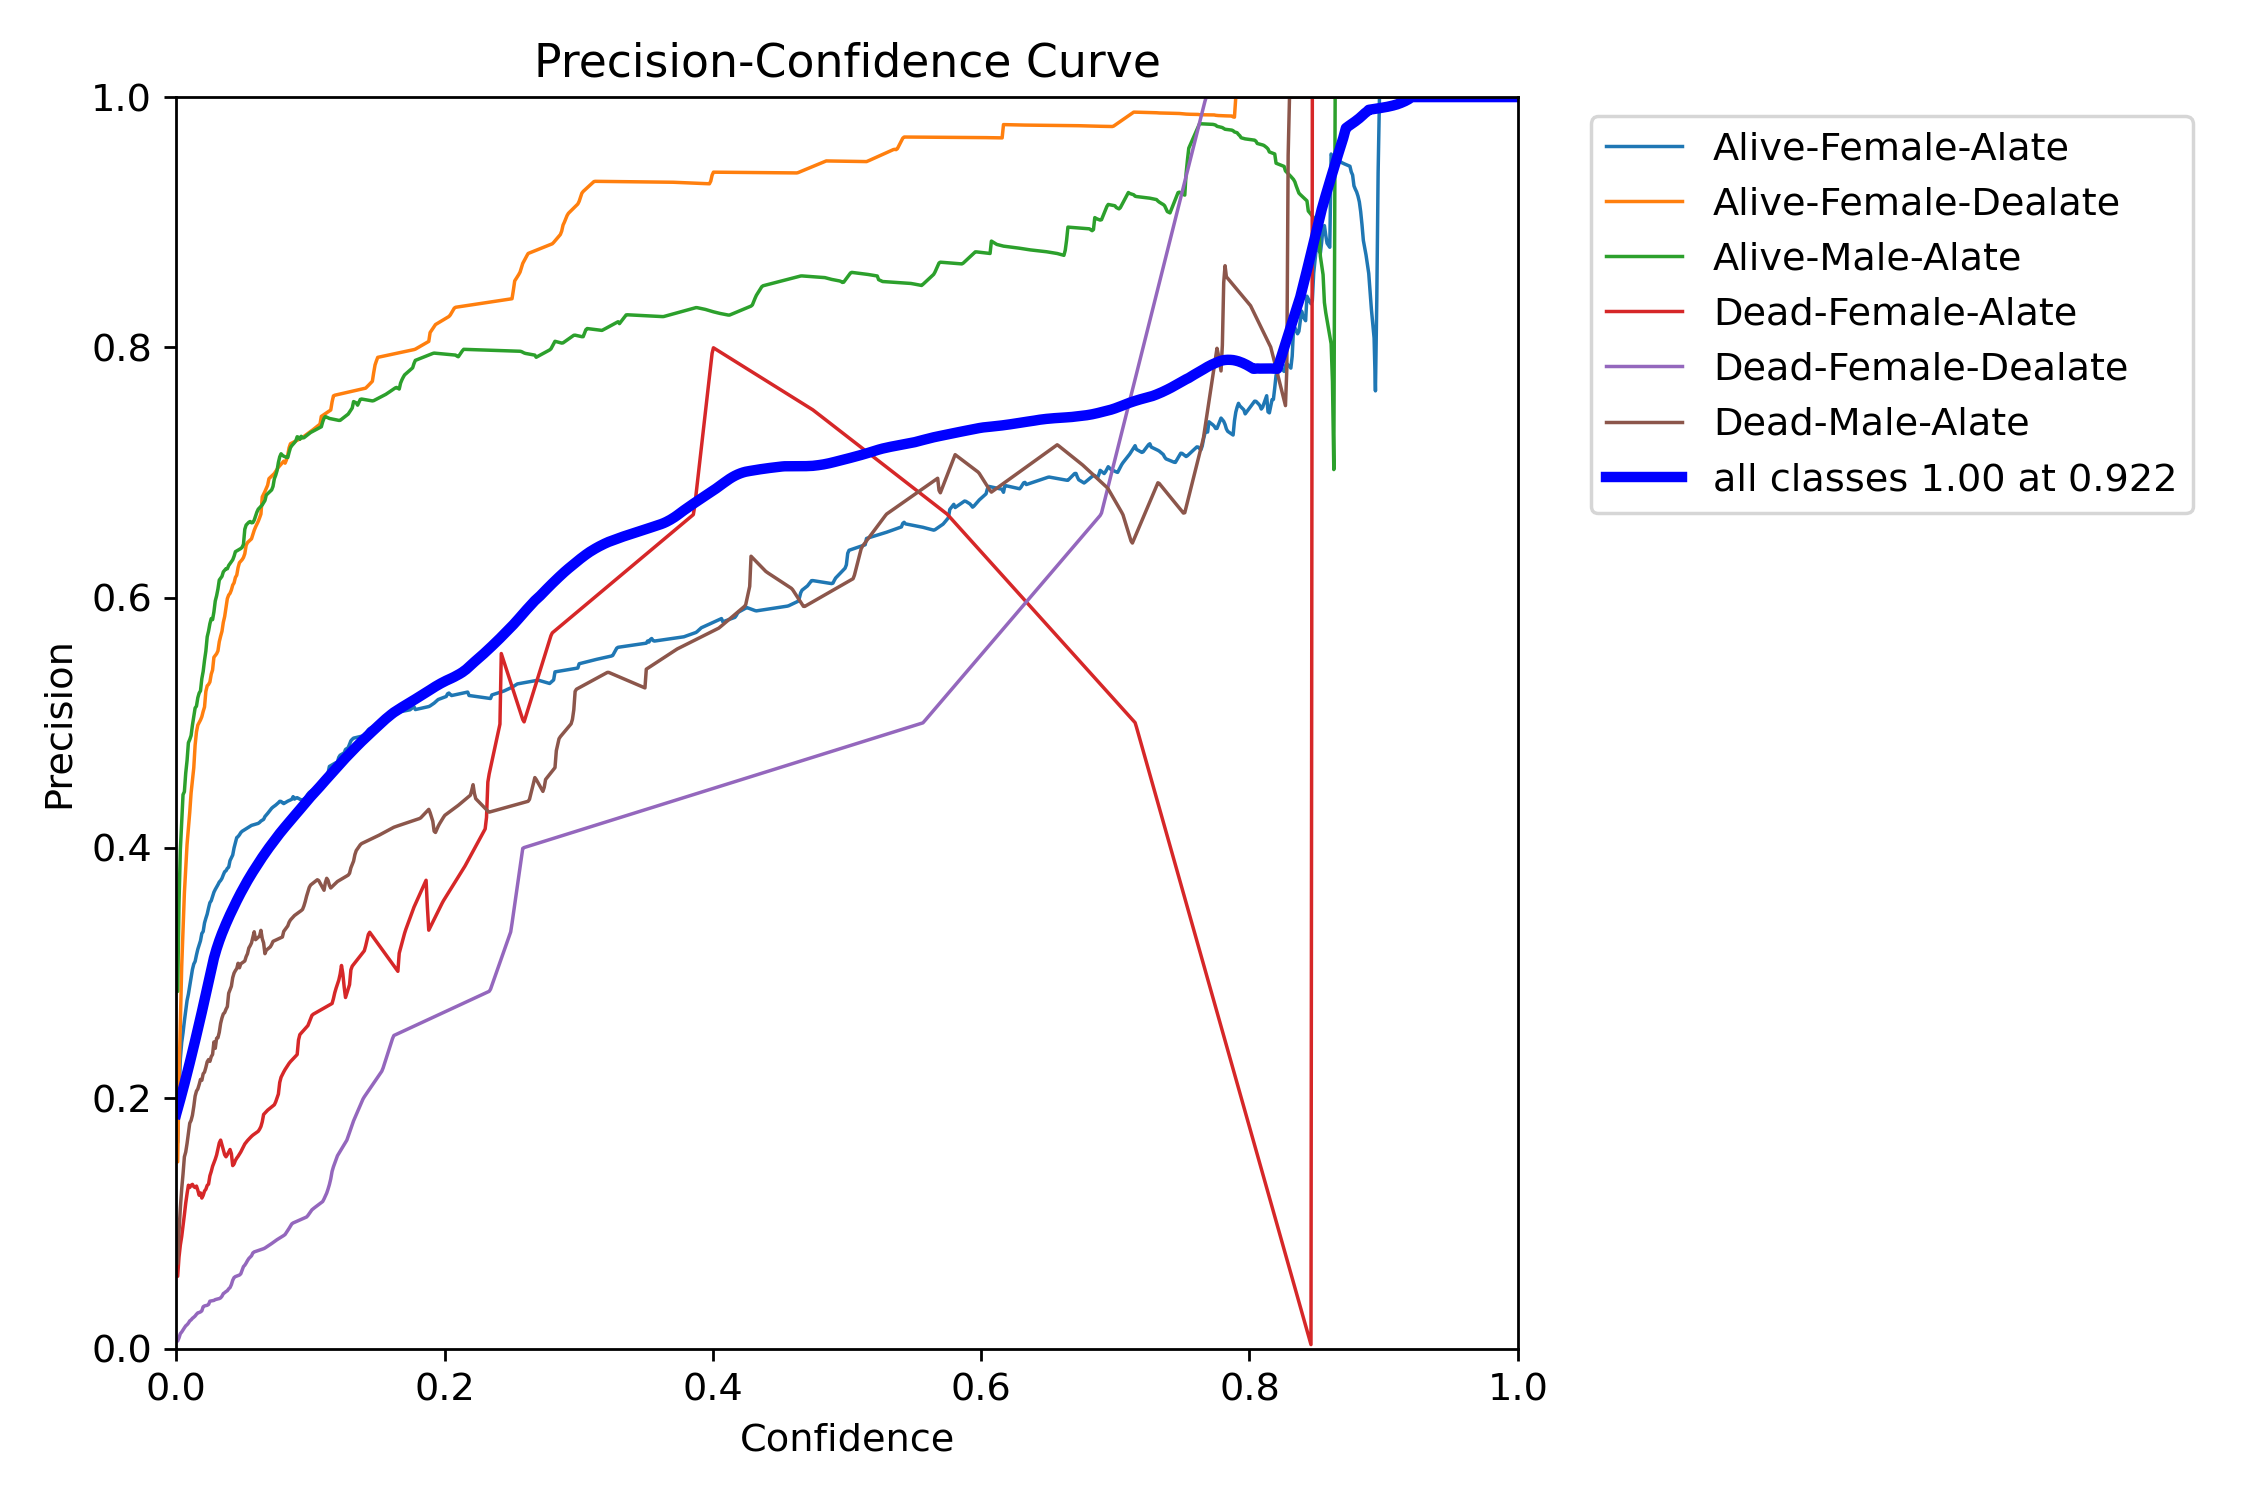 Precision-Confidence Curve
1.0
0.8
0.6
0.4
0.2
0.0
Precision
0.0 0.2 0.4 0.6 0.8 1.0
Confidence
Alive-Female-Alate
Alive-Female-Dealate
Alive-Male-Alate
Dead-Female-Alate
Dead-Female-Dealate
Dead-Male-Alate
all classes 1.00 at 0.922